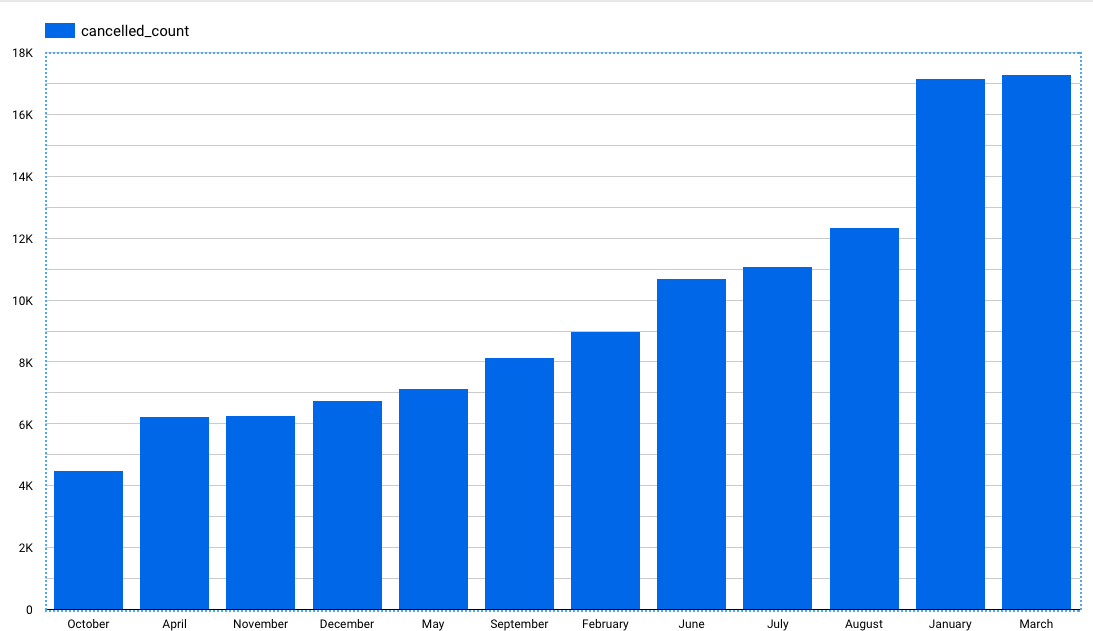 cancelled_count
18K
16K
14K
12K
10K
8K
6K
4K
2K
0
October April November December May September February June July August January March